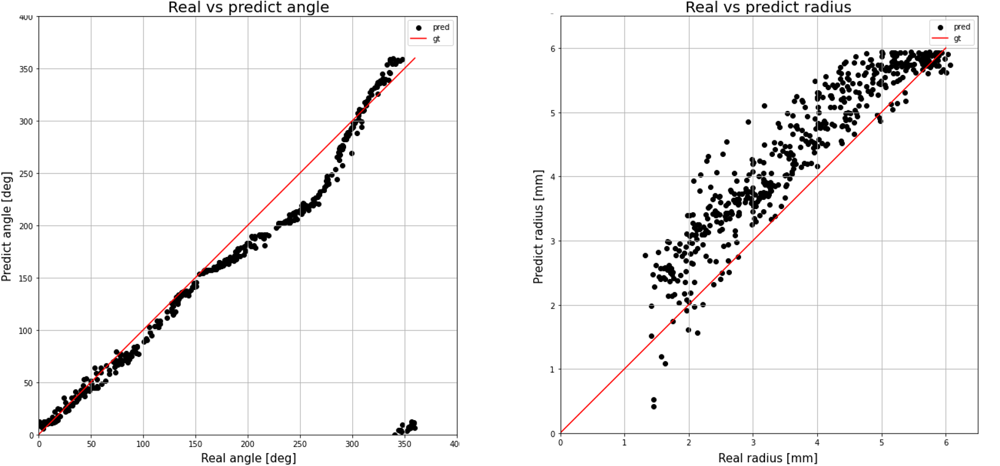 Real vs predict angle
400
350
300
250
200
150
100
50
0
0 50 100 150 200 250 300 350 40
Predict angle [deg]
Real angle [deg]
pred
gt
Real vs predict radius
6
5
4
3
2
1
0
0 1 2 3 4 5 6
Predict radius [mm]
Real radius [mm]
pred
gt